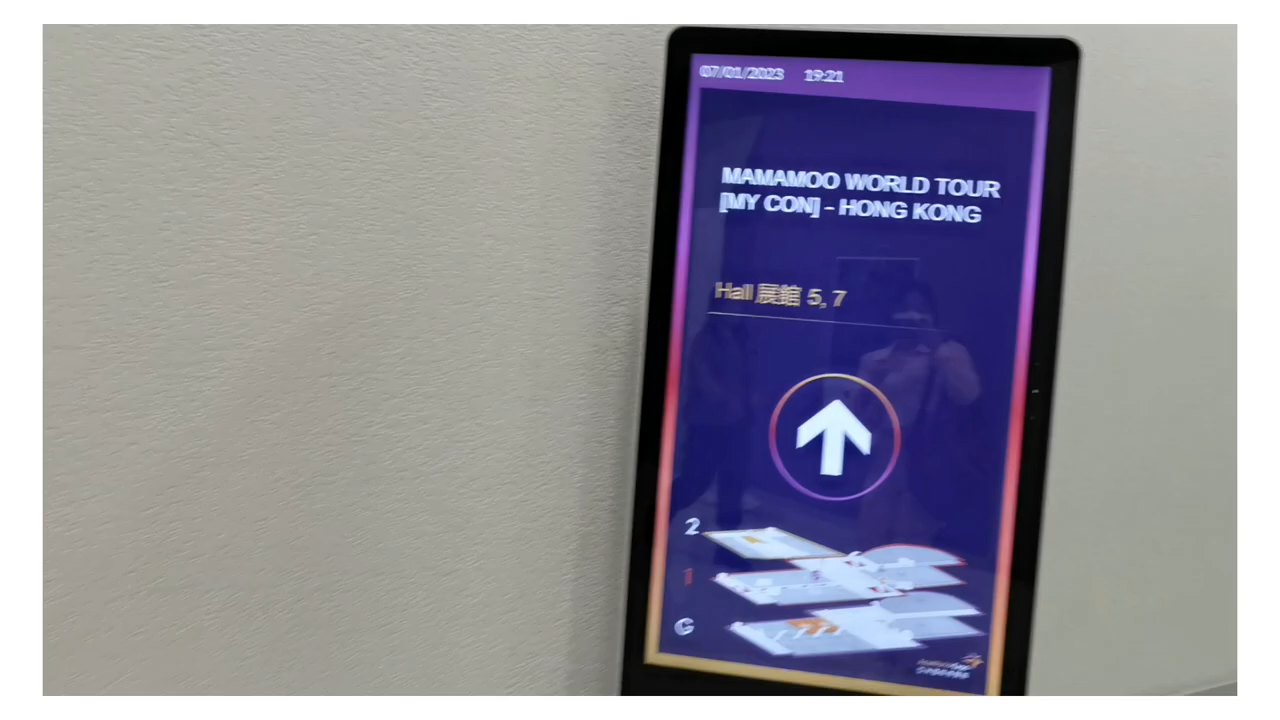 07/01/2023 19:21
MAMAMOO WORLD TOUR
[MY CON] - HONG KONG
Hall 展館 5, 7
2
1
G